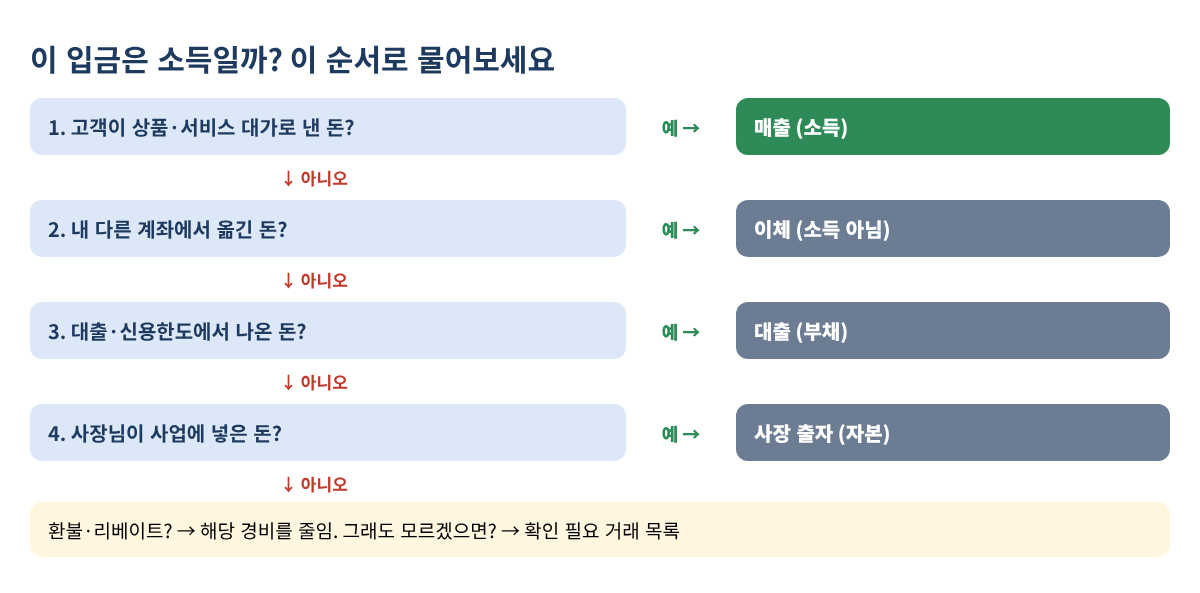 이 입금은 소득일까? 이 순서로 물어보세요
1. 고객이 상품·서비스 대가로 낸 돈?
예 →
매출 (소득)
↓ 아니오
2. 내 다른 계좌에서 옮긴 돈?
예 →
이체 (소득 아님)
↓ 아니오
3. 대출·신용한도에서 나온 돈?
예 →
대출 (부채)
↓ 아니오
4. 사장님이 사업에 넣은 돈?
예 →
사장 출자 (자본)
↓ 아니오
환불·리베이트? → 해당 경비를 줄임. 그래도 모르겠으면? → 확인 필요 거래 목록